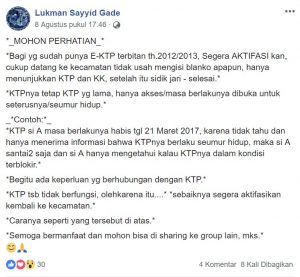 Lukman Sayyid Gade
8 Agustus pukul 17.46 ·
*_MOHON PERHATIAN_*
*Bagi yg sudah punya E-KTP terbitan th.2012/2013, Segera AKTIFASI kan,
cukup datang ke kecamatan tidak usah mengisi blanko apapun, hanya
menunjukkan KTP dan KK, setelah itu sidik jari - selesai.*
*KTPnya tetap KTP yg lama, hanya akses/masa berlakunya dibuka untuk
seterusnya/seumur hidup.*
_*Contoh:*_
*KTP si A masa berlakunya habis tgl 21 Maret 2017, karena tidak tahu dan
hanya menerima informasi bahwa KTPnya berlaku seumur hidup, maka si A
santai2 saja dan si A hanya mengetahui kalau KTPnya dalam kondisi
terblokir.*
*Begitu ada keperluan yg berhubungan dengan KTP.*
*KTP tsb tidak berfungsi, olehkarena itu....* *sebaiknya segera aktifasikan
kembali ke kecamatan.*
*Caranya seperti yang tersebut di atas.*
*Semoga bermanfaat dan mohon bisa di sharing ke group lain, mks.*
😊🙏
30
4 Komentar 8 Kali Dibagikan